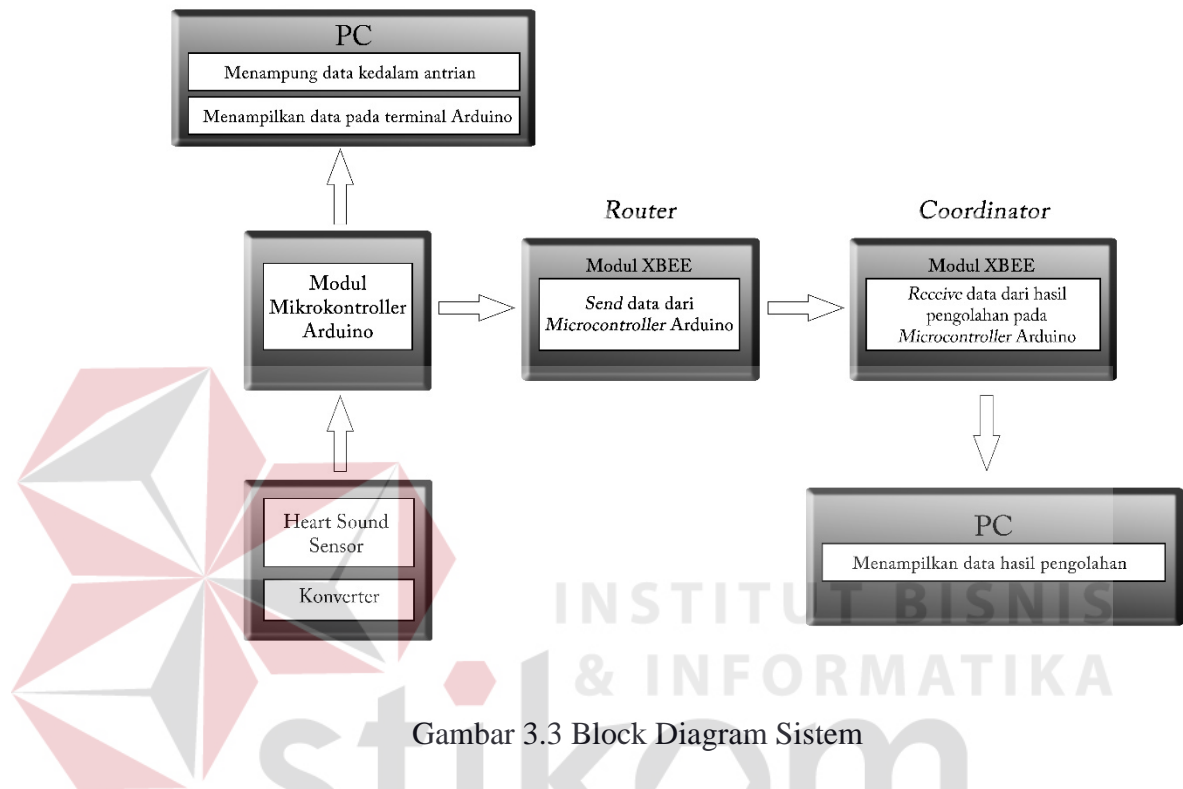 PC
Menampung data kedalam antrian
Menampilkan data pada terminal Arduino
Router
Coordinator
Modul
Mikrokontroller
Arduino
Modul XBEE
Send data dari
Microcontroller Arduino
Modul XBEE
Receive data dari hasil
pengolahan pada
Microcontroller Arduino
Heart Sound
Sensor
Konverter
PC
Menampilkan data hasil pengolahan
INSTITUT BISNIS
& INFORMATIKA
stikom
Gambar 3.3 Block Diagram Sistem